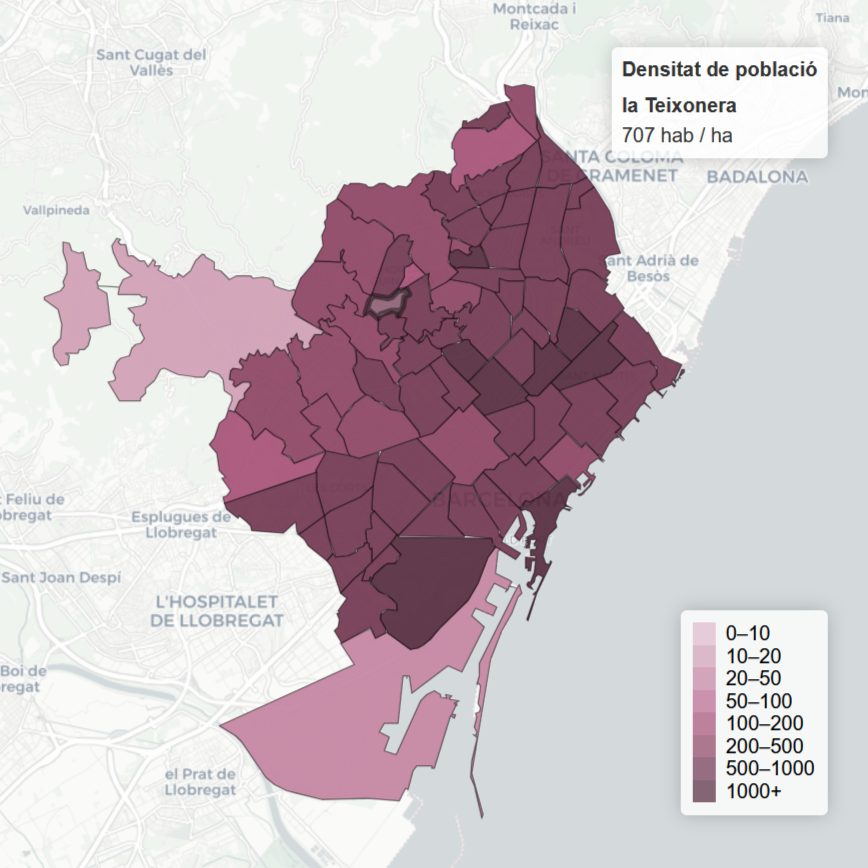 Montcada i
Reixac
Tiana
Sant Cugat del
Vallès
Densitat de població
la Teixonera
707 hab / ha
Mon
SANTA COLOMA
DE GRAMENET
BADALONA
Vallpineda
SANT
ant Adrià de
Besòs
BARCELONA
t Feliu de
obregat
Esplugues de
Llobregat
Sant Joan Despí
L'HOSPITALET
DE LLOBREGAT
Boi de
regat
el Prat de
Llobregat
0–10
10–20
20–50
50–100
100–200
200–500
500–1000
1000+